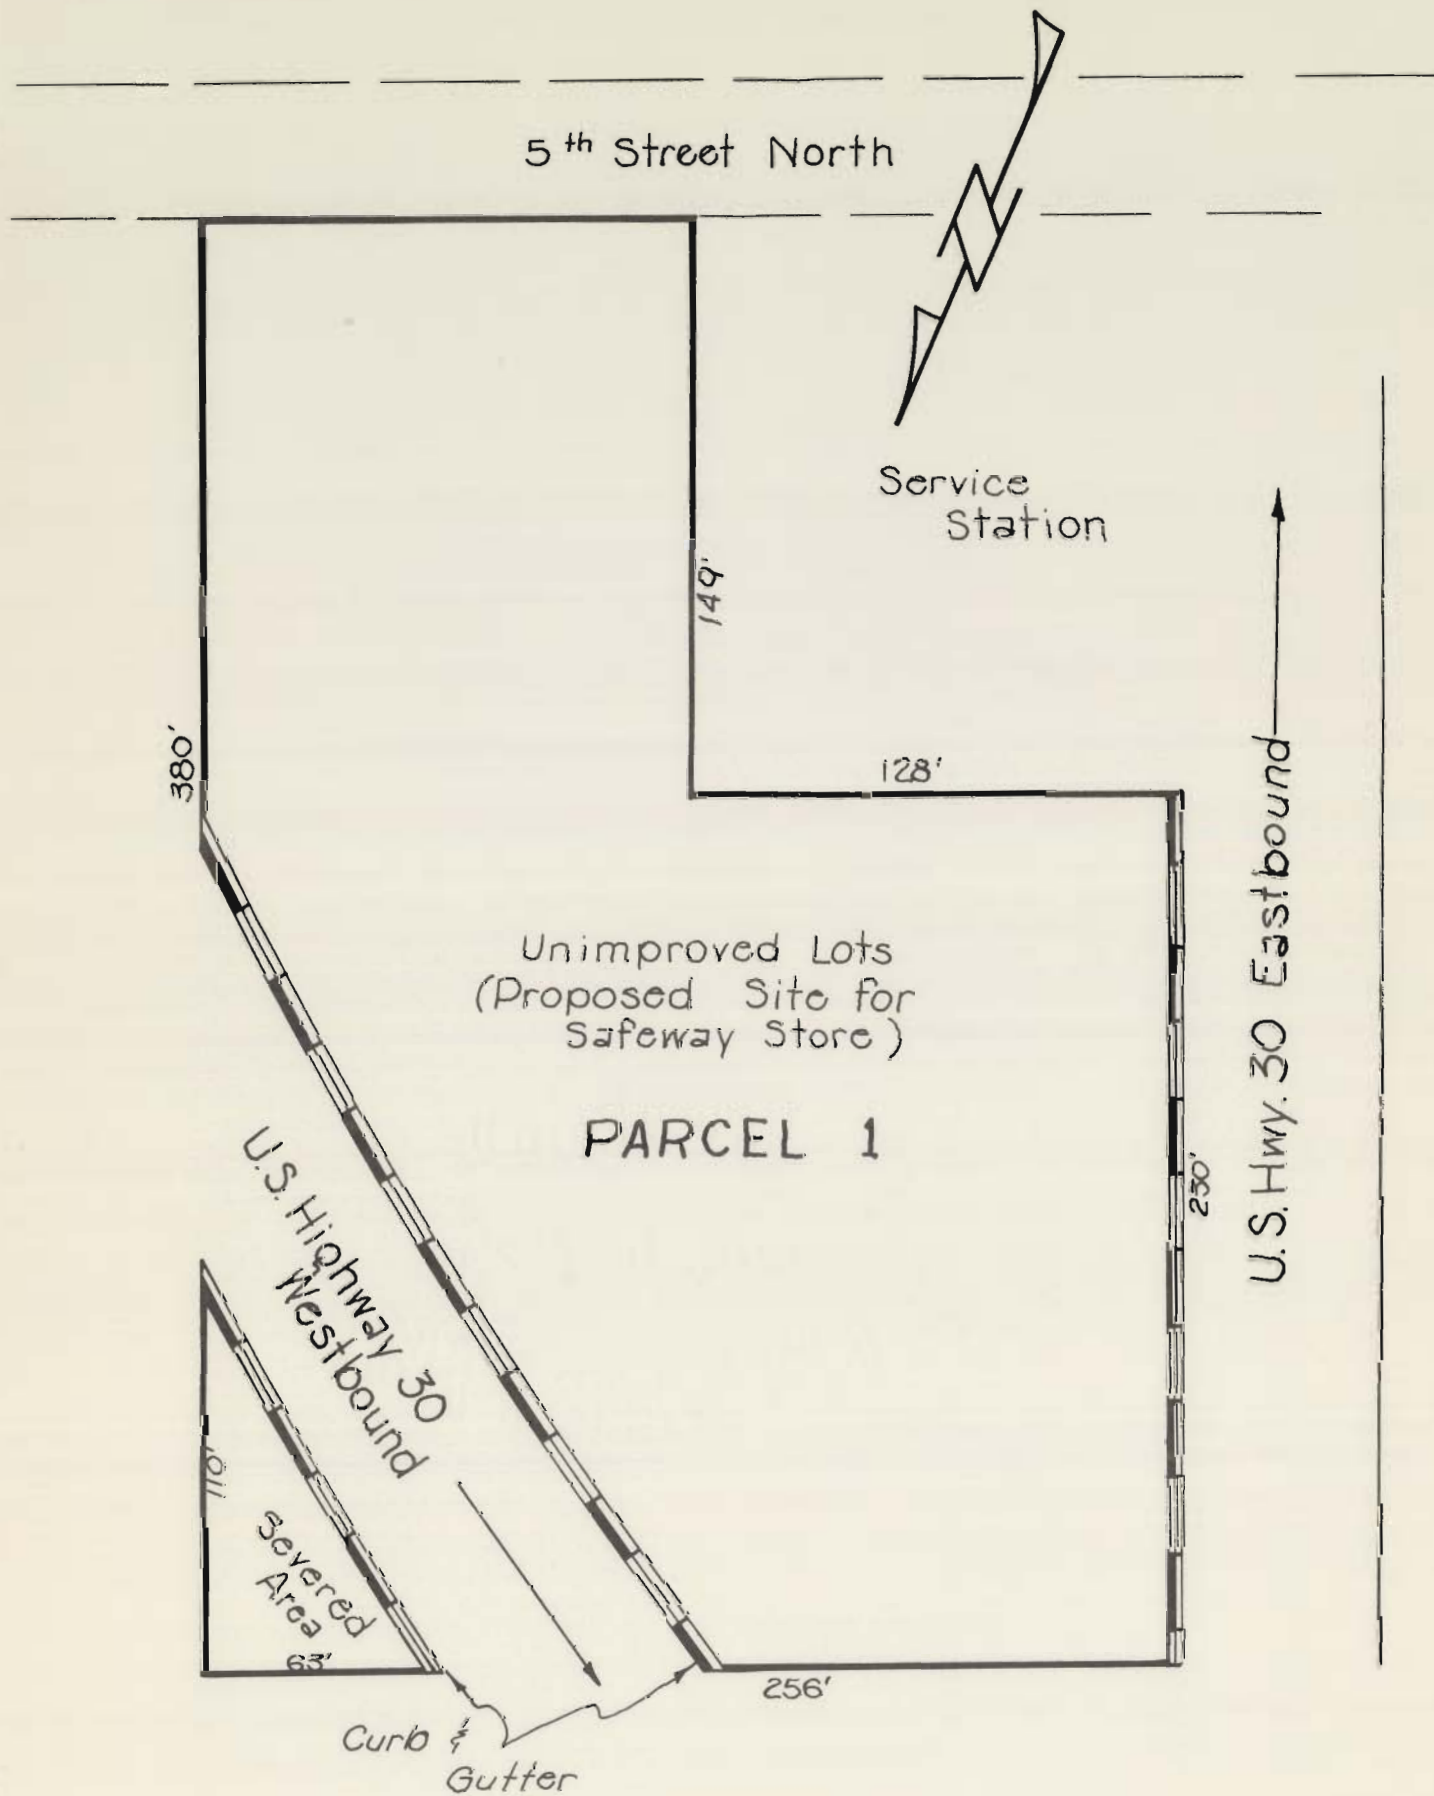 5th Street North
Service
Station
149'
380'
128'
U.S. Hwy. 30 Eastbound
Unimproved Lots
(Proposed Site for
Safeway Store)
PARCEL 1
230'
U.S. Highway 30
Westbound
110'
Severed
Area
63'
256'
Curb &
Gutter